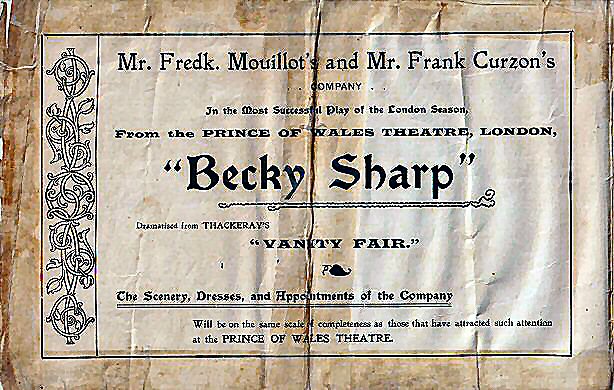 Mr. Fredk. Mouillot's and Mr. Frank Curzon's
. . COMPANY . .
In the Most Successful Play of the London Season,
From the PRINCE OF WALES THEATRE, LONDON,
"Becky Sharp"
Dramatised from THACKERAY'S
"VANITY FAIR."
The Scenery, Dresses, and Appointments of the Company
Will be on the same scale of completeness as those that have attracted such attention
at the PRINCE OF WALES THEATRE.